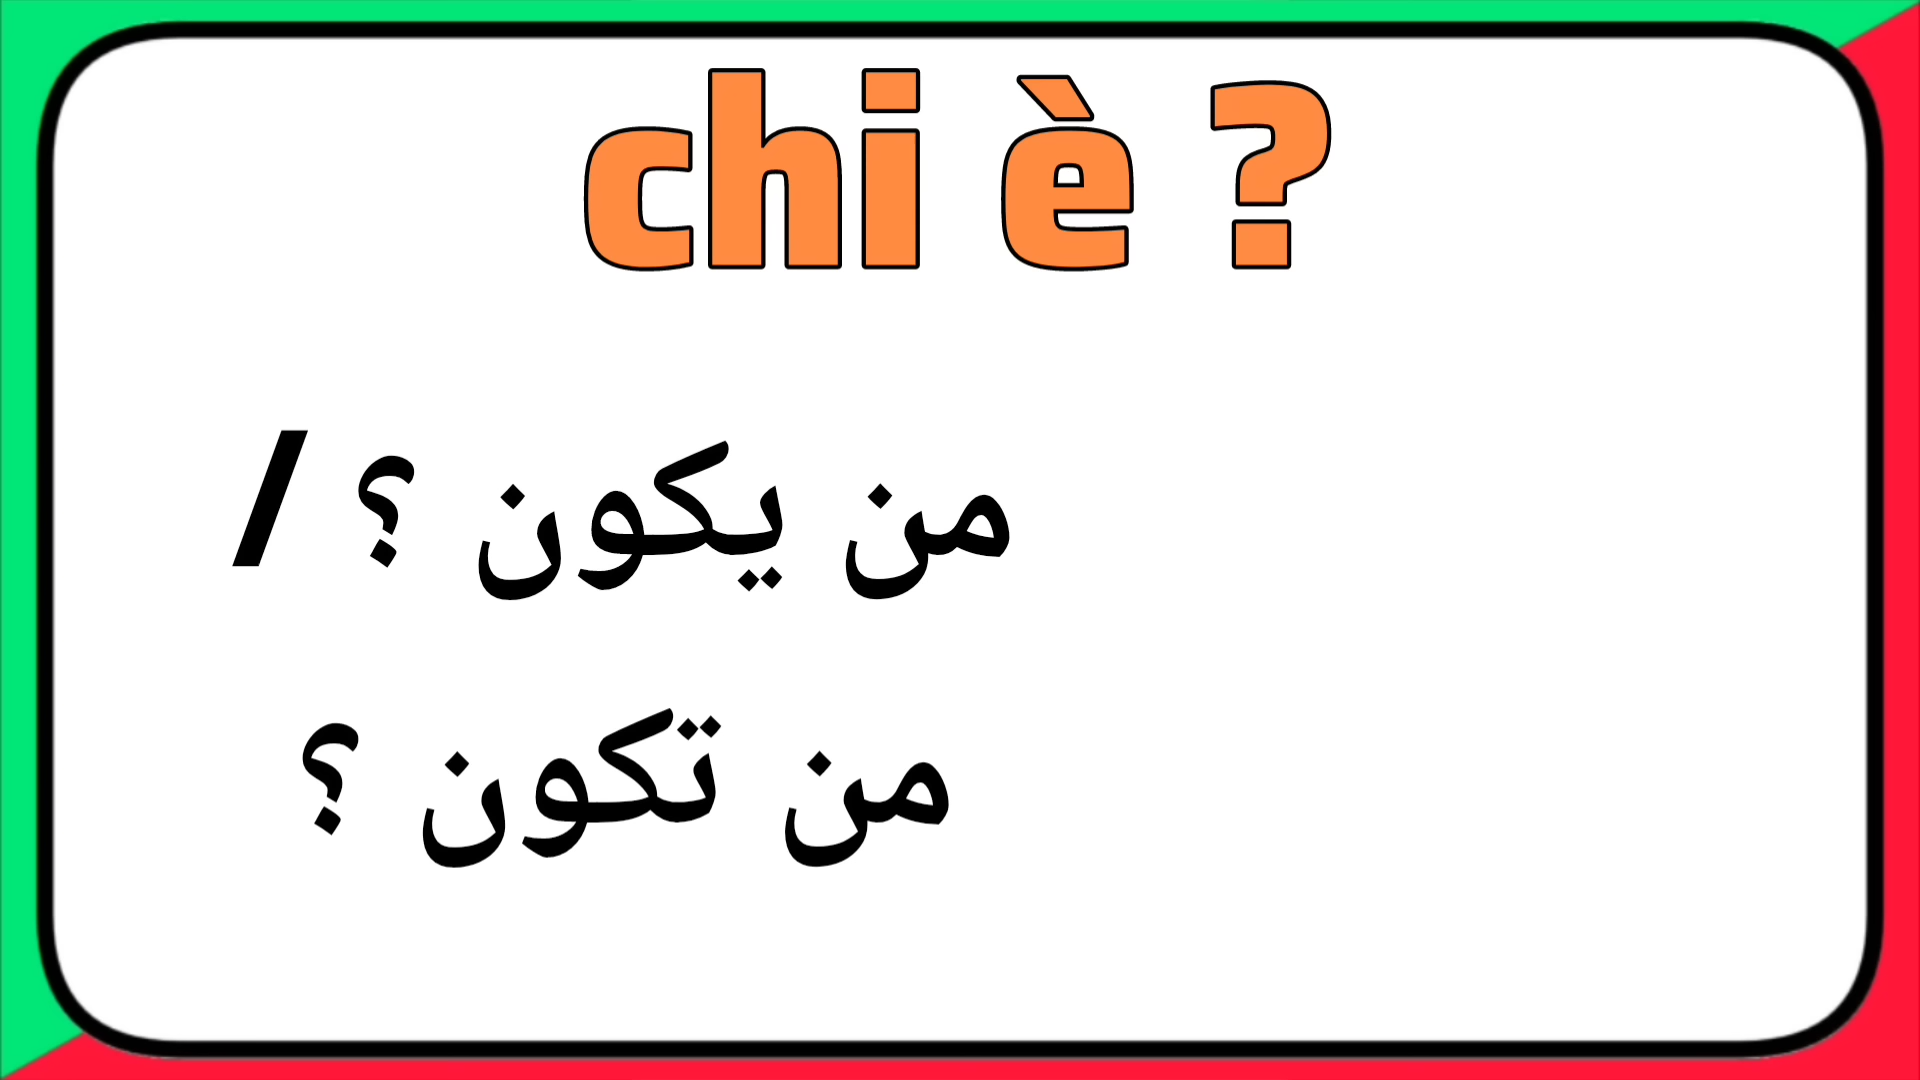 chi è ?
من يكون ؟ /
من تكون ؟